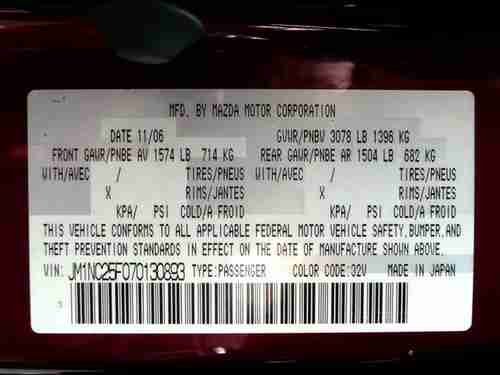 MFD. BY MAZDA MOTOR CORPORATION
DATE 11/06 GVWR/PNBV 3078 LB 1396 KG
FRONT GAWR/PNBE AV 1574 LB 714 KG REAR GAWR/PNBE AR 1504 LB 682 KG
WITH/AVEC / TIRES/PNEUS WITH/AVEC / TIRES/PNEUS
X RIMS/JANTES X RIMS/JANTES
KPA/ PSI COLD/A FROID KPA/ PSI COLD/A FROID
THIS VEHICLE CONFORMS TO ALL APPLICABLE FEDERAL MOTOR VEHICLE SAFETY, BUMPER, AND
THEFT PREVENTION STANDARDS IN EFFECT ON THE DATE OF MANUFACTURE SHOWN ABOVE.
VIN: JM1NC25F070130893 TYPE:PASSENGER COLOR CODE:32V MADE IN JAPAN